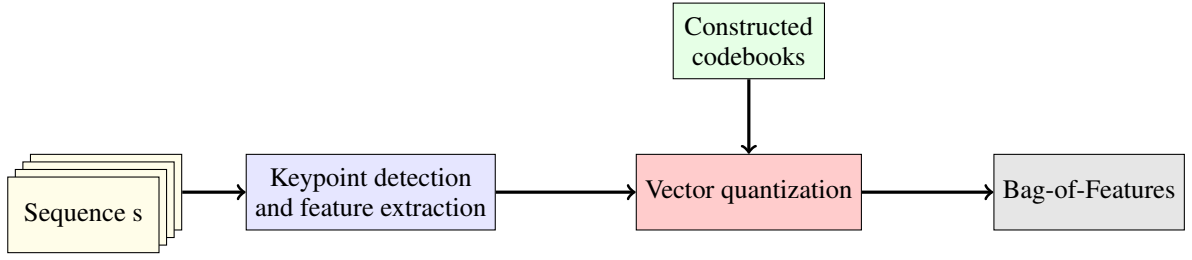 Constructed
codebooks
Sequence s
Keypoint detection
and feature extraction
Vector quantization
Bag-of-Features